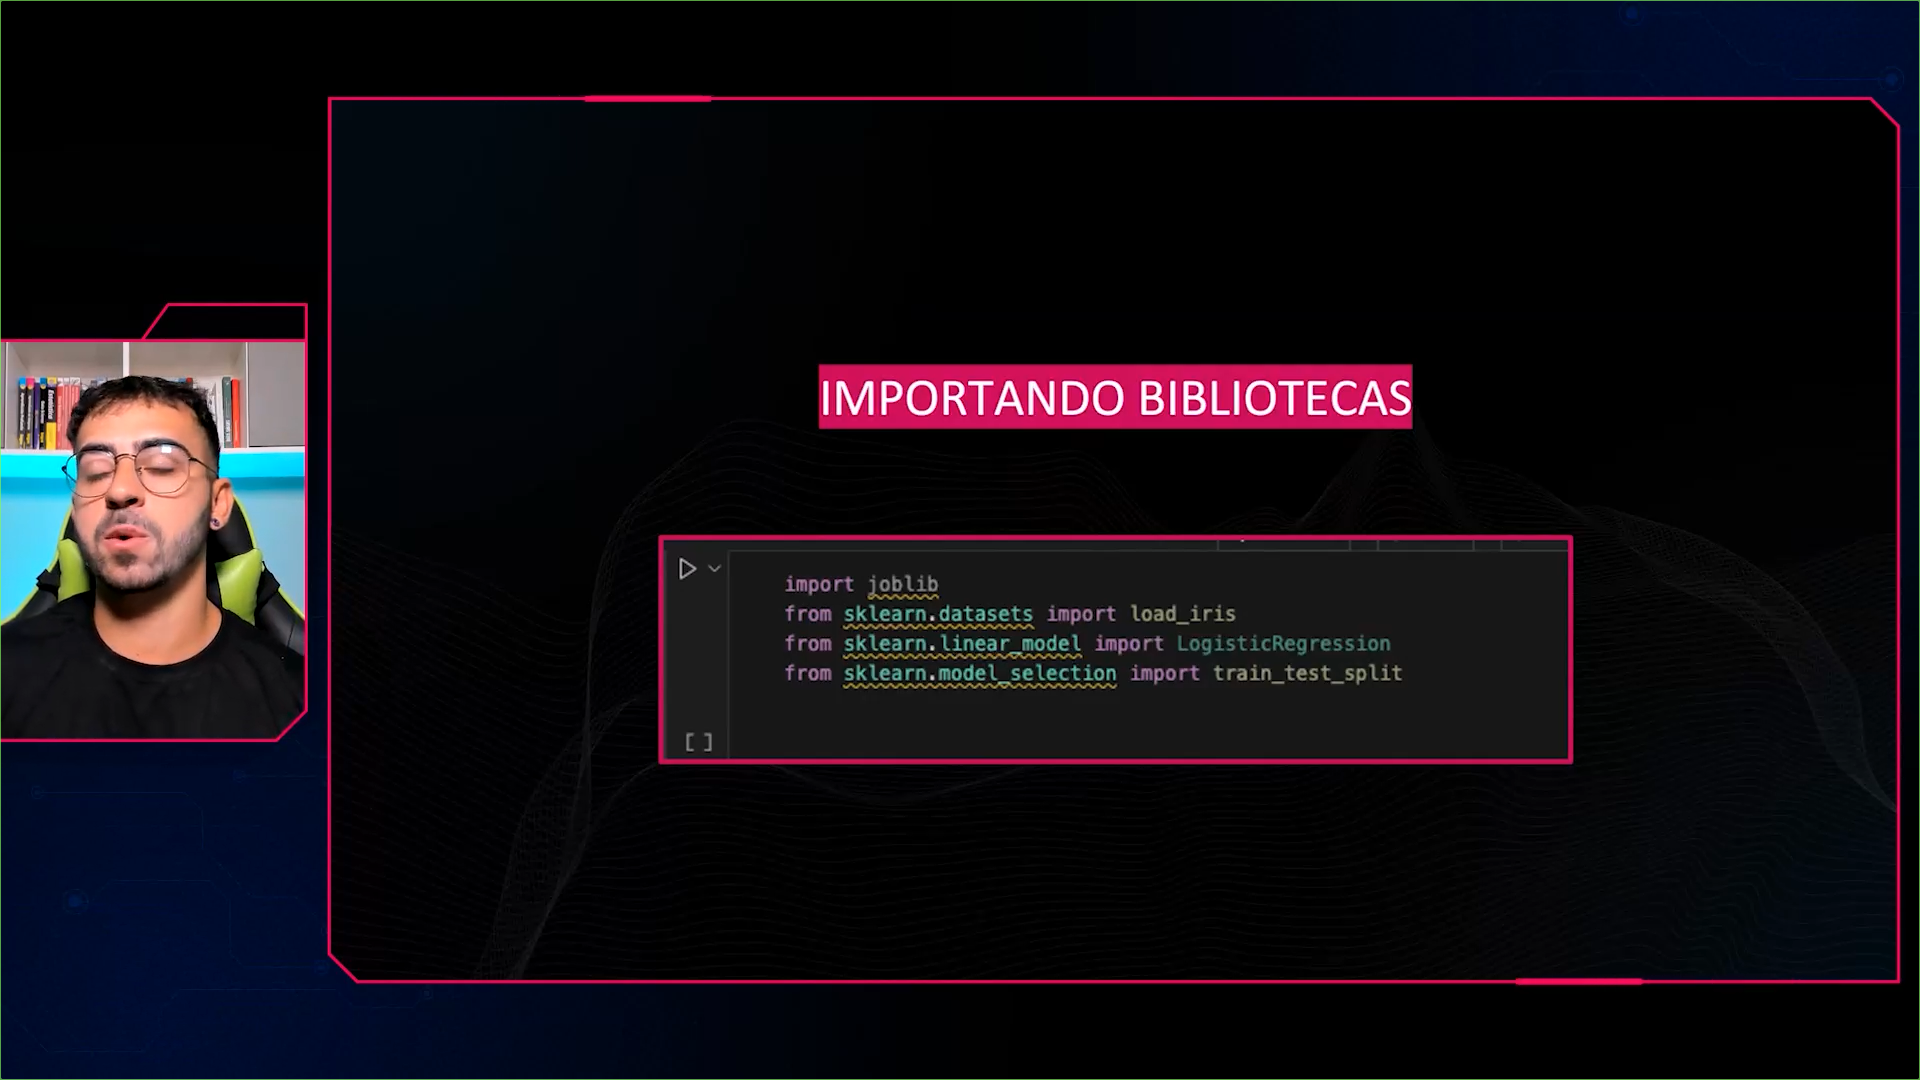 IMPORTANDO BIBLIOTECAS
import joblib
from sklearn.datasets import load_iris
from sklearn.linear_model import LogisticRegression
from sklearn.model_selection import train_test_split
[ ]